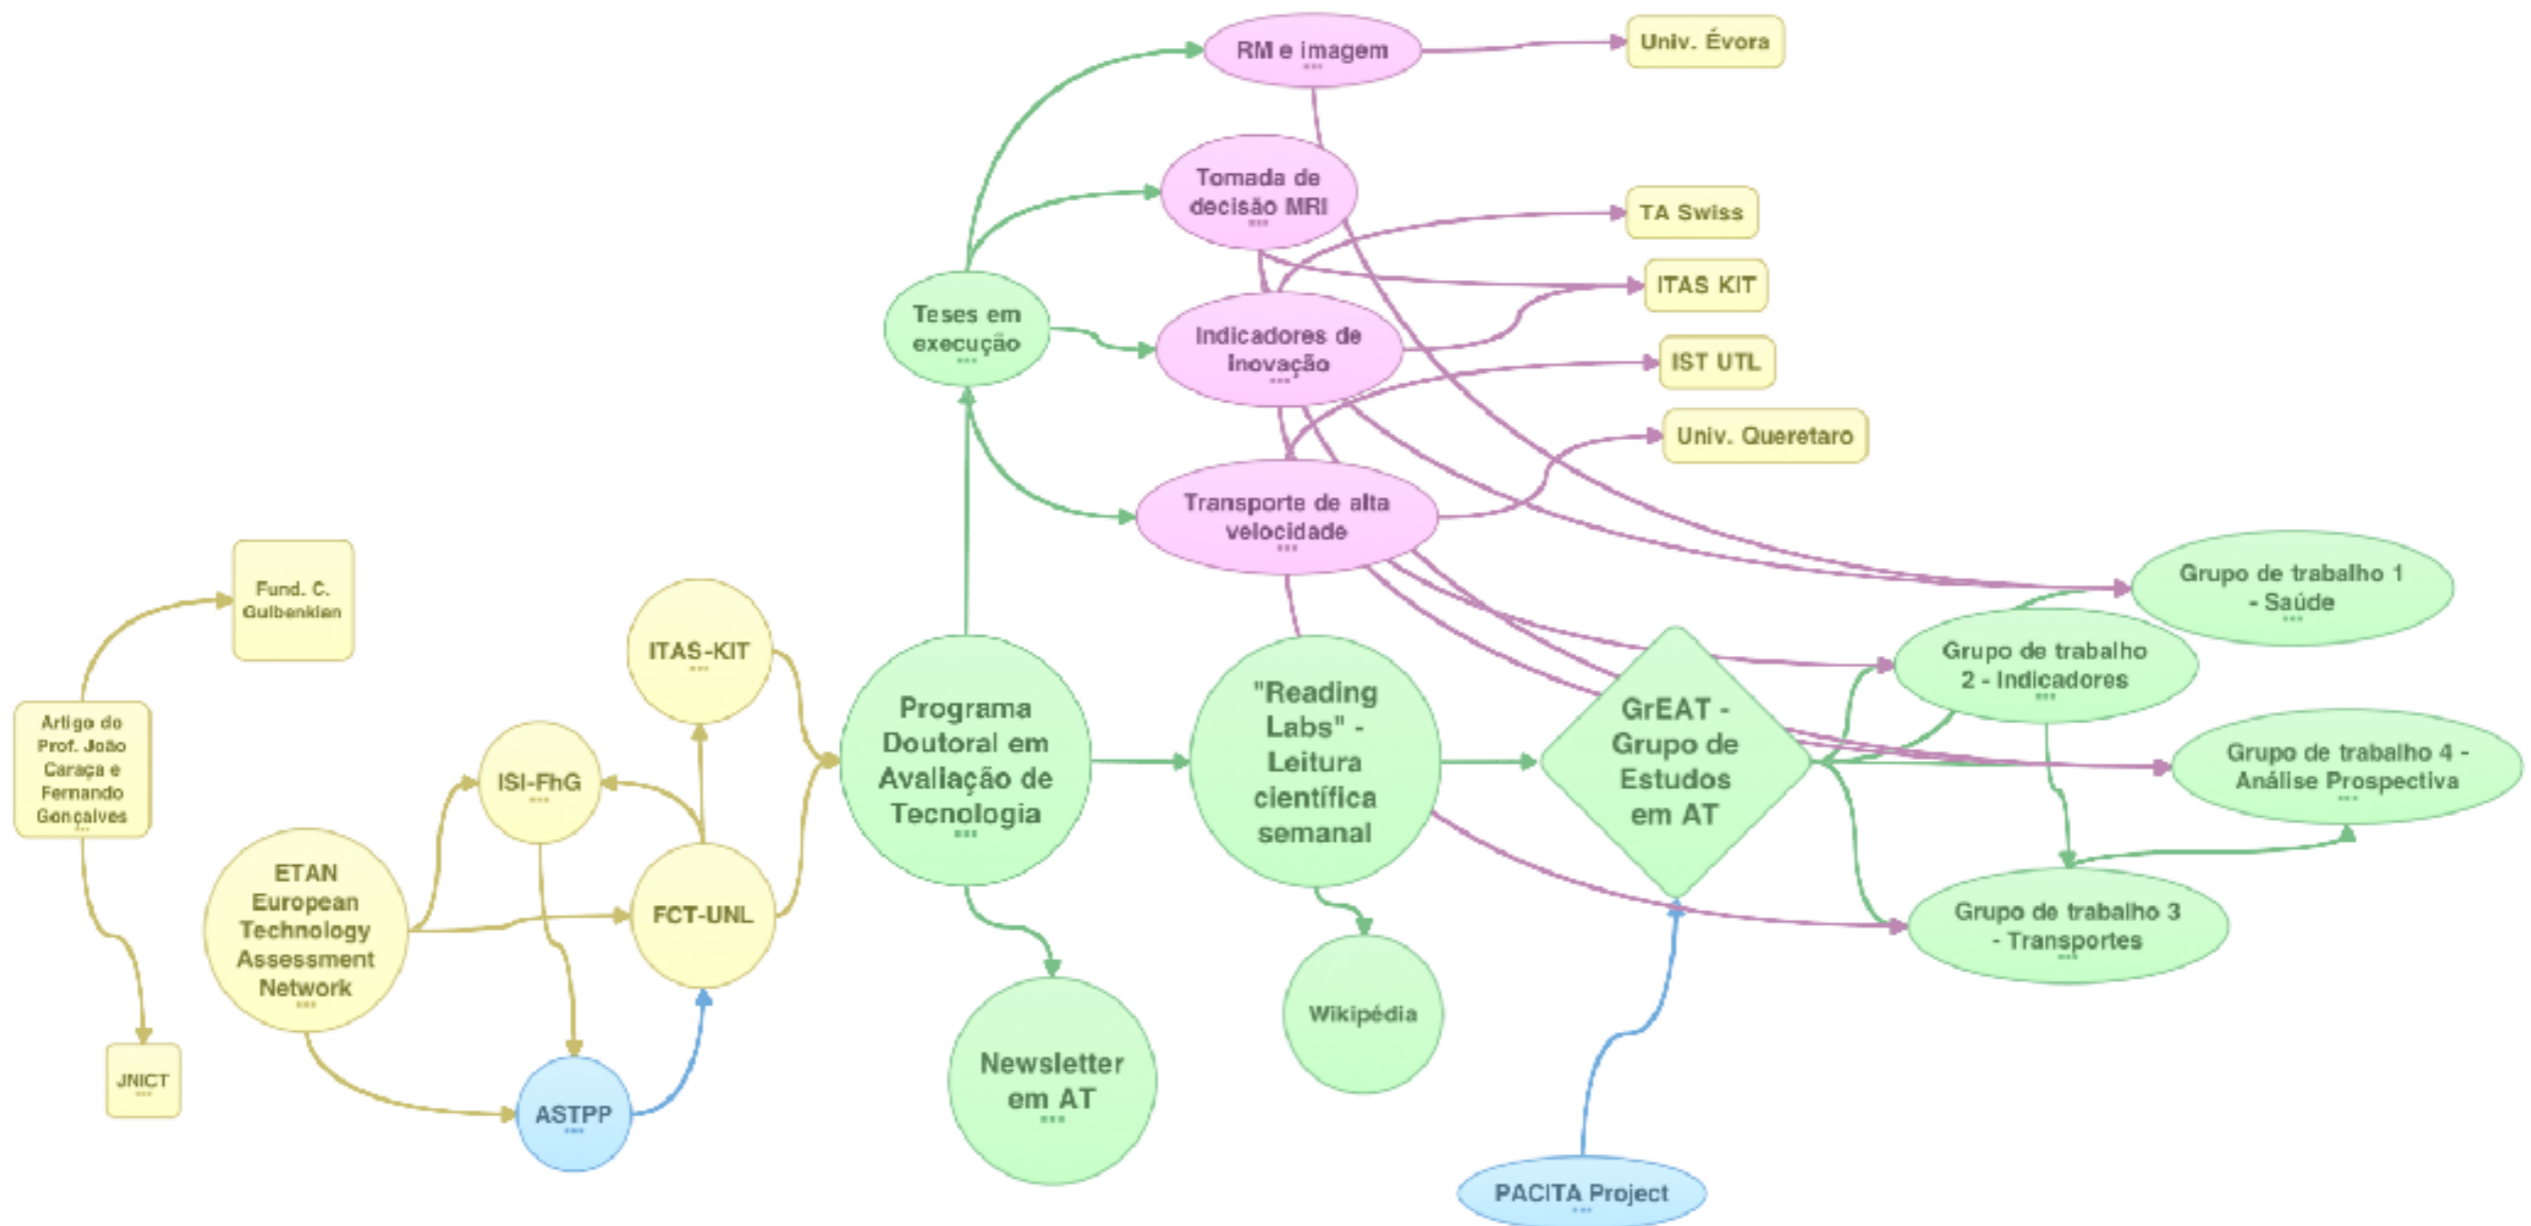 RM e imagem
Univ. Évora
Tomada de
decisão MRI
TA Swiss
ITAS KIT
Teses em
execução
Indicadores de
inovação
IST UTL
Univ. Queretaro
Transporte de alta
velocidade
Fund. C.
Gulbenkian
Artigo do
Prof. João
Caraça e
Fernando
Gonçalves
JNICT
ETAN
European
Technology
Assessment
Network
ISI-FhG
ITAS-KIT
FCT-UNL
ASTPP
Programa
Doutoral em
Avaliação de
Tecnologia
Newsletter
em AT
"Reading
Labs" -
Leitura
científica
semanal
Wikipédia
GrEAT -
Grupo de
Estudos
em AT
PACITA Project
Grupo de trabalho 1
- Saúde
Grupo de trabalho
2 - Indicadores
Grupo de trabalho 4 -
Análise Prospectiva
Grupo de trabalho 3
- Transportes